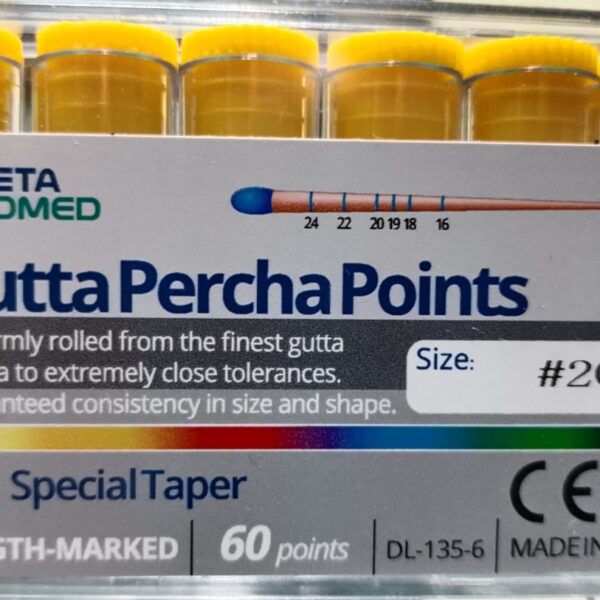 ETA
OMED
24 22 20 19 18 16
utta Percha Points
rmly rolled from the finest gutta
a to extremely close tolerances.
anteed consistency in size and shape.
Size: #20
Special Taper
CE
GTH-MARKED 60 points DL-135-6 MADE IN